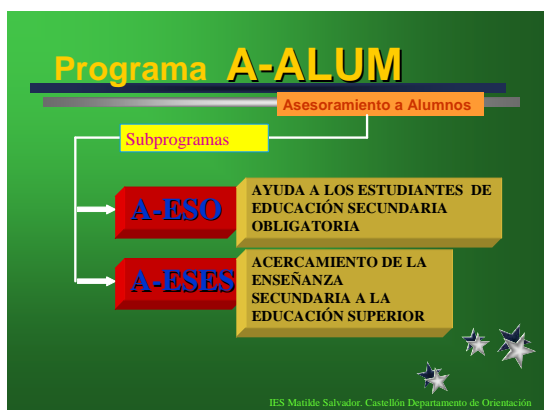 Programa A-ALUM
Asesoramiento a Alumnos
Subprogramas
A-ESO
AYUDA A LOS ESTUDIANTES DE
EDUCACIÓN SECUNDARIA
OBLIGATORIA
A-ESES
ACERCAMIENTO DE LA
ENSEÑANZA
SECUNDARIA A LA
EDUCACIÓN SUPERIOR
IES Matilde Salvador. Castellón Departamento de Orientación